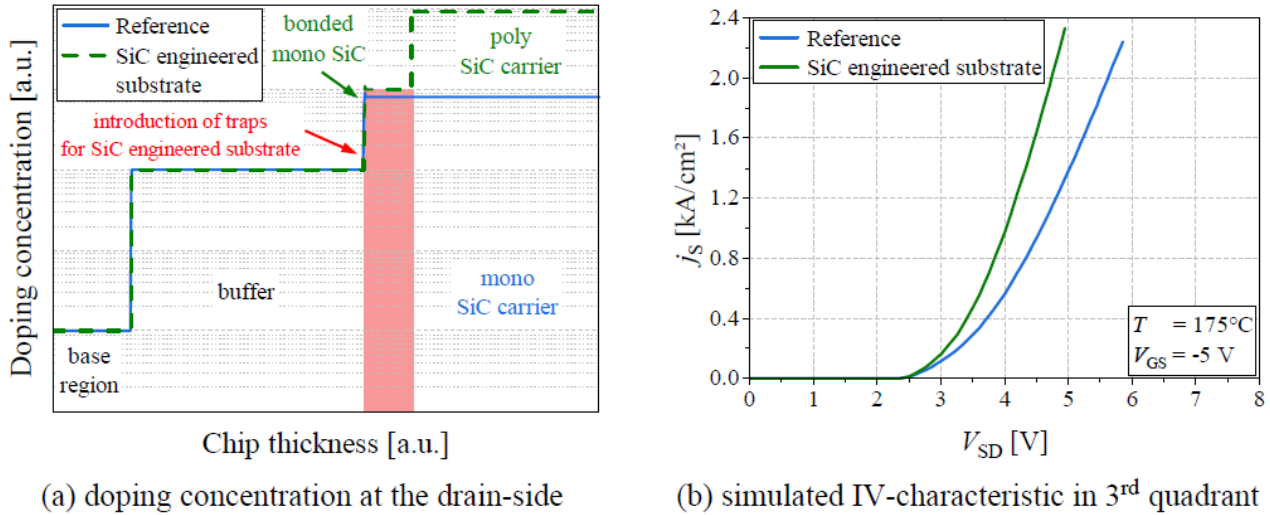 Reference
SiC engineered
substrate
bonded
mono SiC
poly
SiC carrier
introduction of traps
for SiC engineered substrate
buffer
mono
SiC carrier
base
region
Doping concentration [a.u.]
Chip thickness [a.u.]
(a) doping concentration at the drain-side
Reference
SiC engineered substrate
2.4
2.0
1.6
1.2
0.8
0.4
0.0
jS [kA/cm²]
T = 175°C
VGS = -5 V
0 1 2 3 4 5 6 7 8
VSD [V]
(b) simulated IV-characteristic in 3rd quadrant